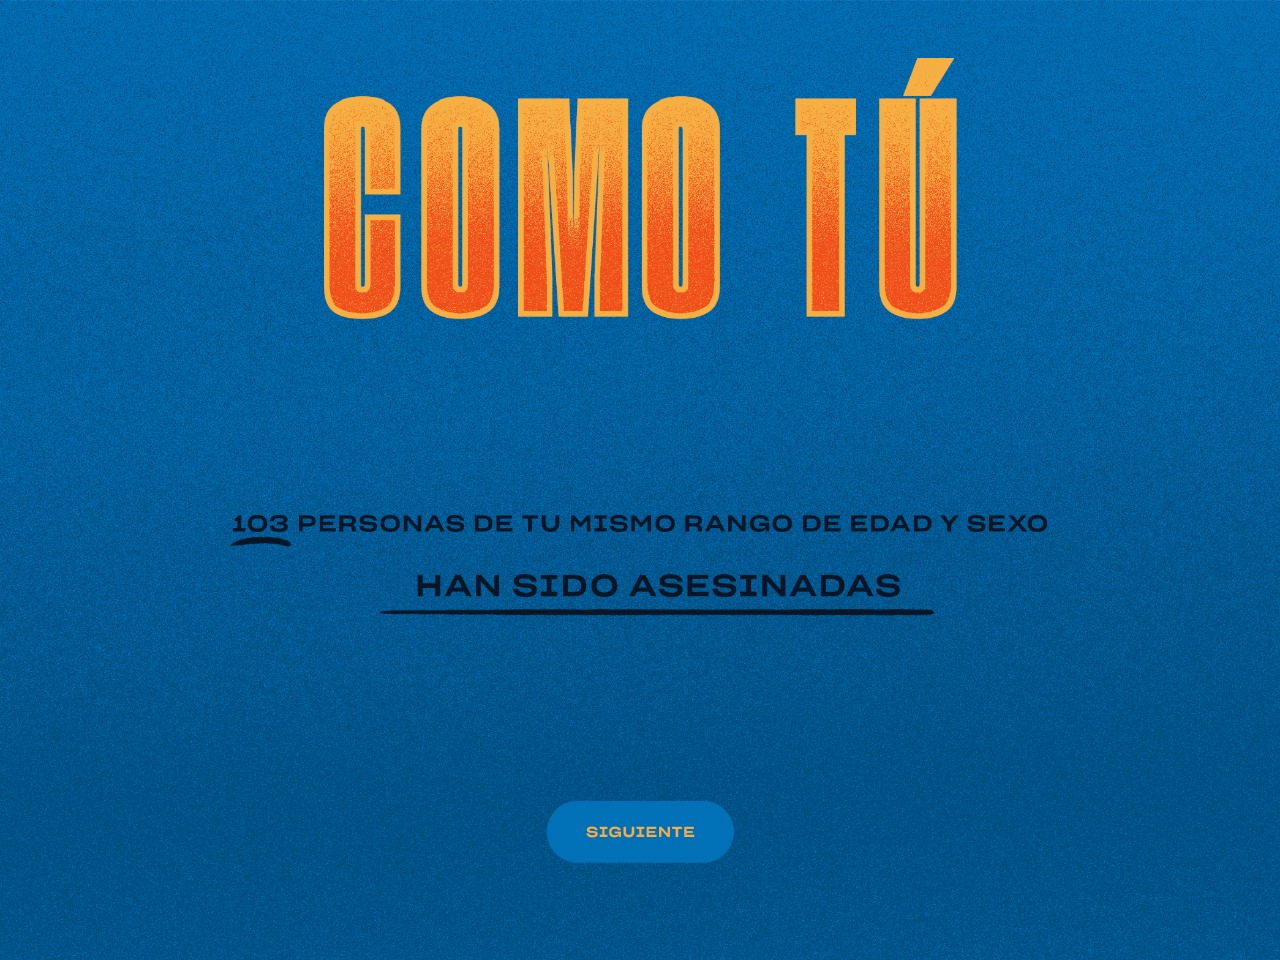 COMO TÚ
103 PERSONAS DE TU MISMO RANGO DE EDAD Y SEXO
HAN SIDO ASESINADAS
SIGUIENTE